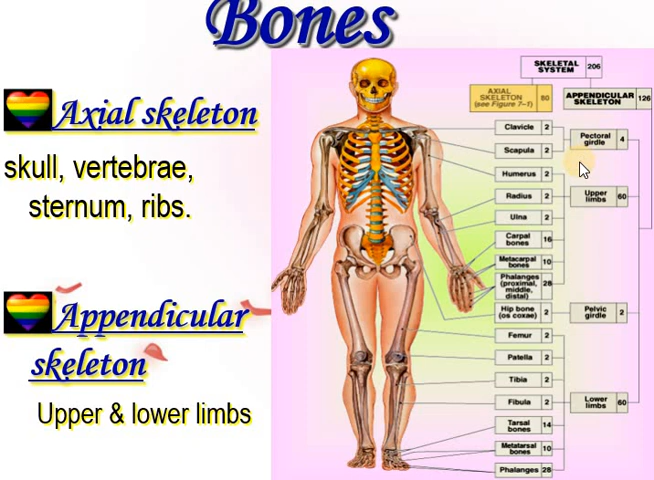 Bones
Axial skeleton
skull, vertebrae,
sternum, ribs.
Appendicular
skeleton
Upper & lower limbs
SKELETAL
SYSTEM 206
AXIAL
SKELETON
(see Figure 7–1) 80
APPENDICULAR
SKELETON 126
Clavicle 2
Scapula 2
Pectoral
girdle 4
Humerus 2
Radius 2
Ulna 2
Carpal
bones 16
Metacarpal
bones 10
Phalanges
(proximal,
middle,
distal) 28
Upper
limbs 60
Hip bone
(os coxae) 2
Pelvic
girdle 2
Femur 2
Patella 2
Tibia 2
Fibula 2
Tarsal
bones 14
Metatarsal
bones 10
Phalanges 28
Lower
limbs 60